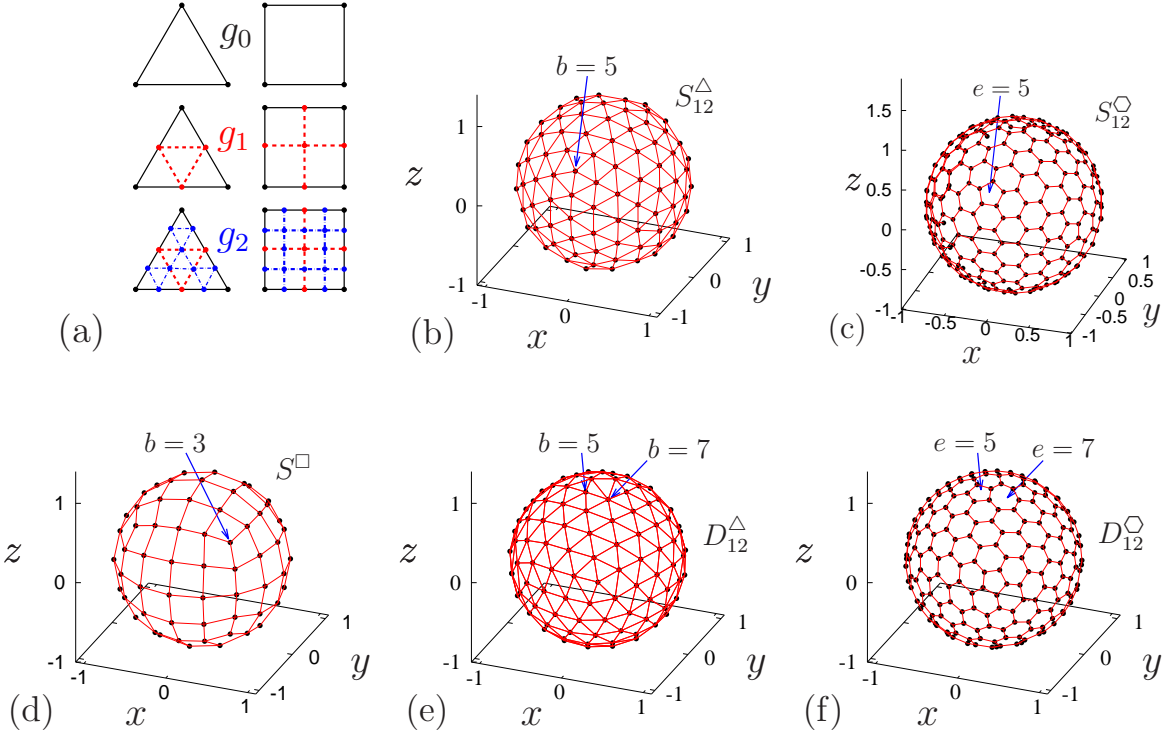 g₀
g₁
g₂
(a)
b = 5
S₁₂^△
1
0
-1
z
-1
0
1
x
-1
0
1
y
(b)
e = 5
S₁₂^⎔
1.5
1
0.5
0
-0.5
-1
z
-1
-0.5
0
0.5
1
x
-1
-0.5
0
0.5
1
y
(c)
b = 3
S^□
1
0
-1
z
-1
0
1
x
-1
0
1
y
(d)
b = 5
b = 7
D₁₂^△
1
0
-1
z
-1
0
1
x
-1
0
1
y
(e)
e = 5
e = 7
D₁₂^⎔
1
0
-1
z
-1
0
1
x
-1
0
1
y
(f)